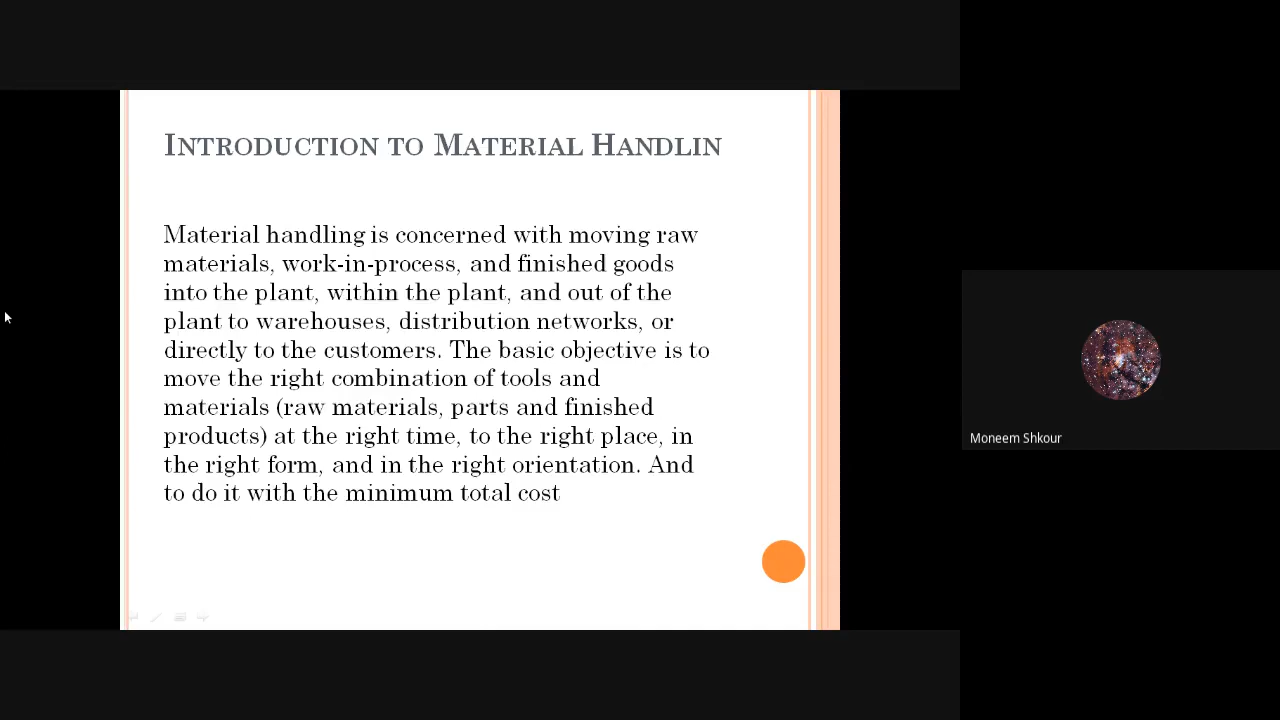 INTRODUCTION TO MATERIAL HANDLIN
Material handling is concerned with moving raw
materials, work-in-process, and finished goods
into the plant, within the plant, and out of the
plant to warehouses, distribution networks, or
directly to the customers. The basic objective is to
move the right combination of tools and
materials (raw materials, parts and finished
products) at the right time, to the right place, in
the right form, and in the right orientation. And
to do it with the minimum total cost
Moneem Shkour